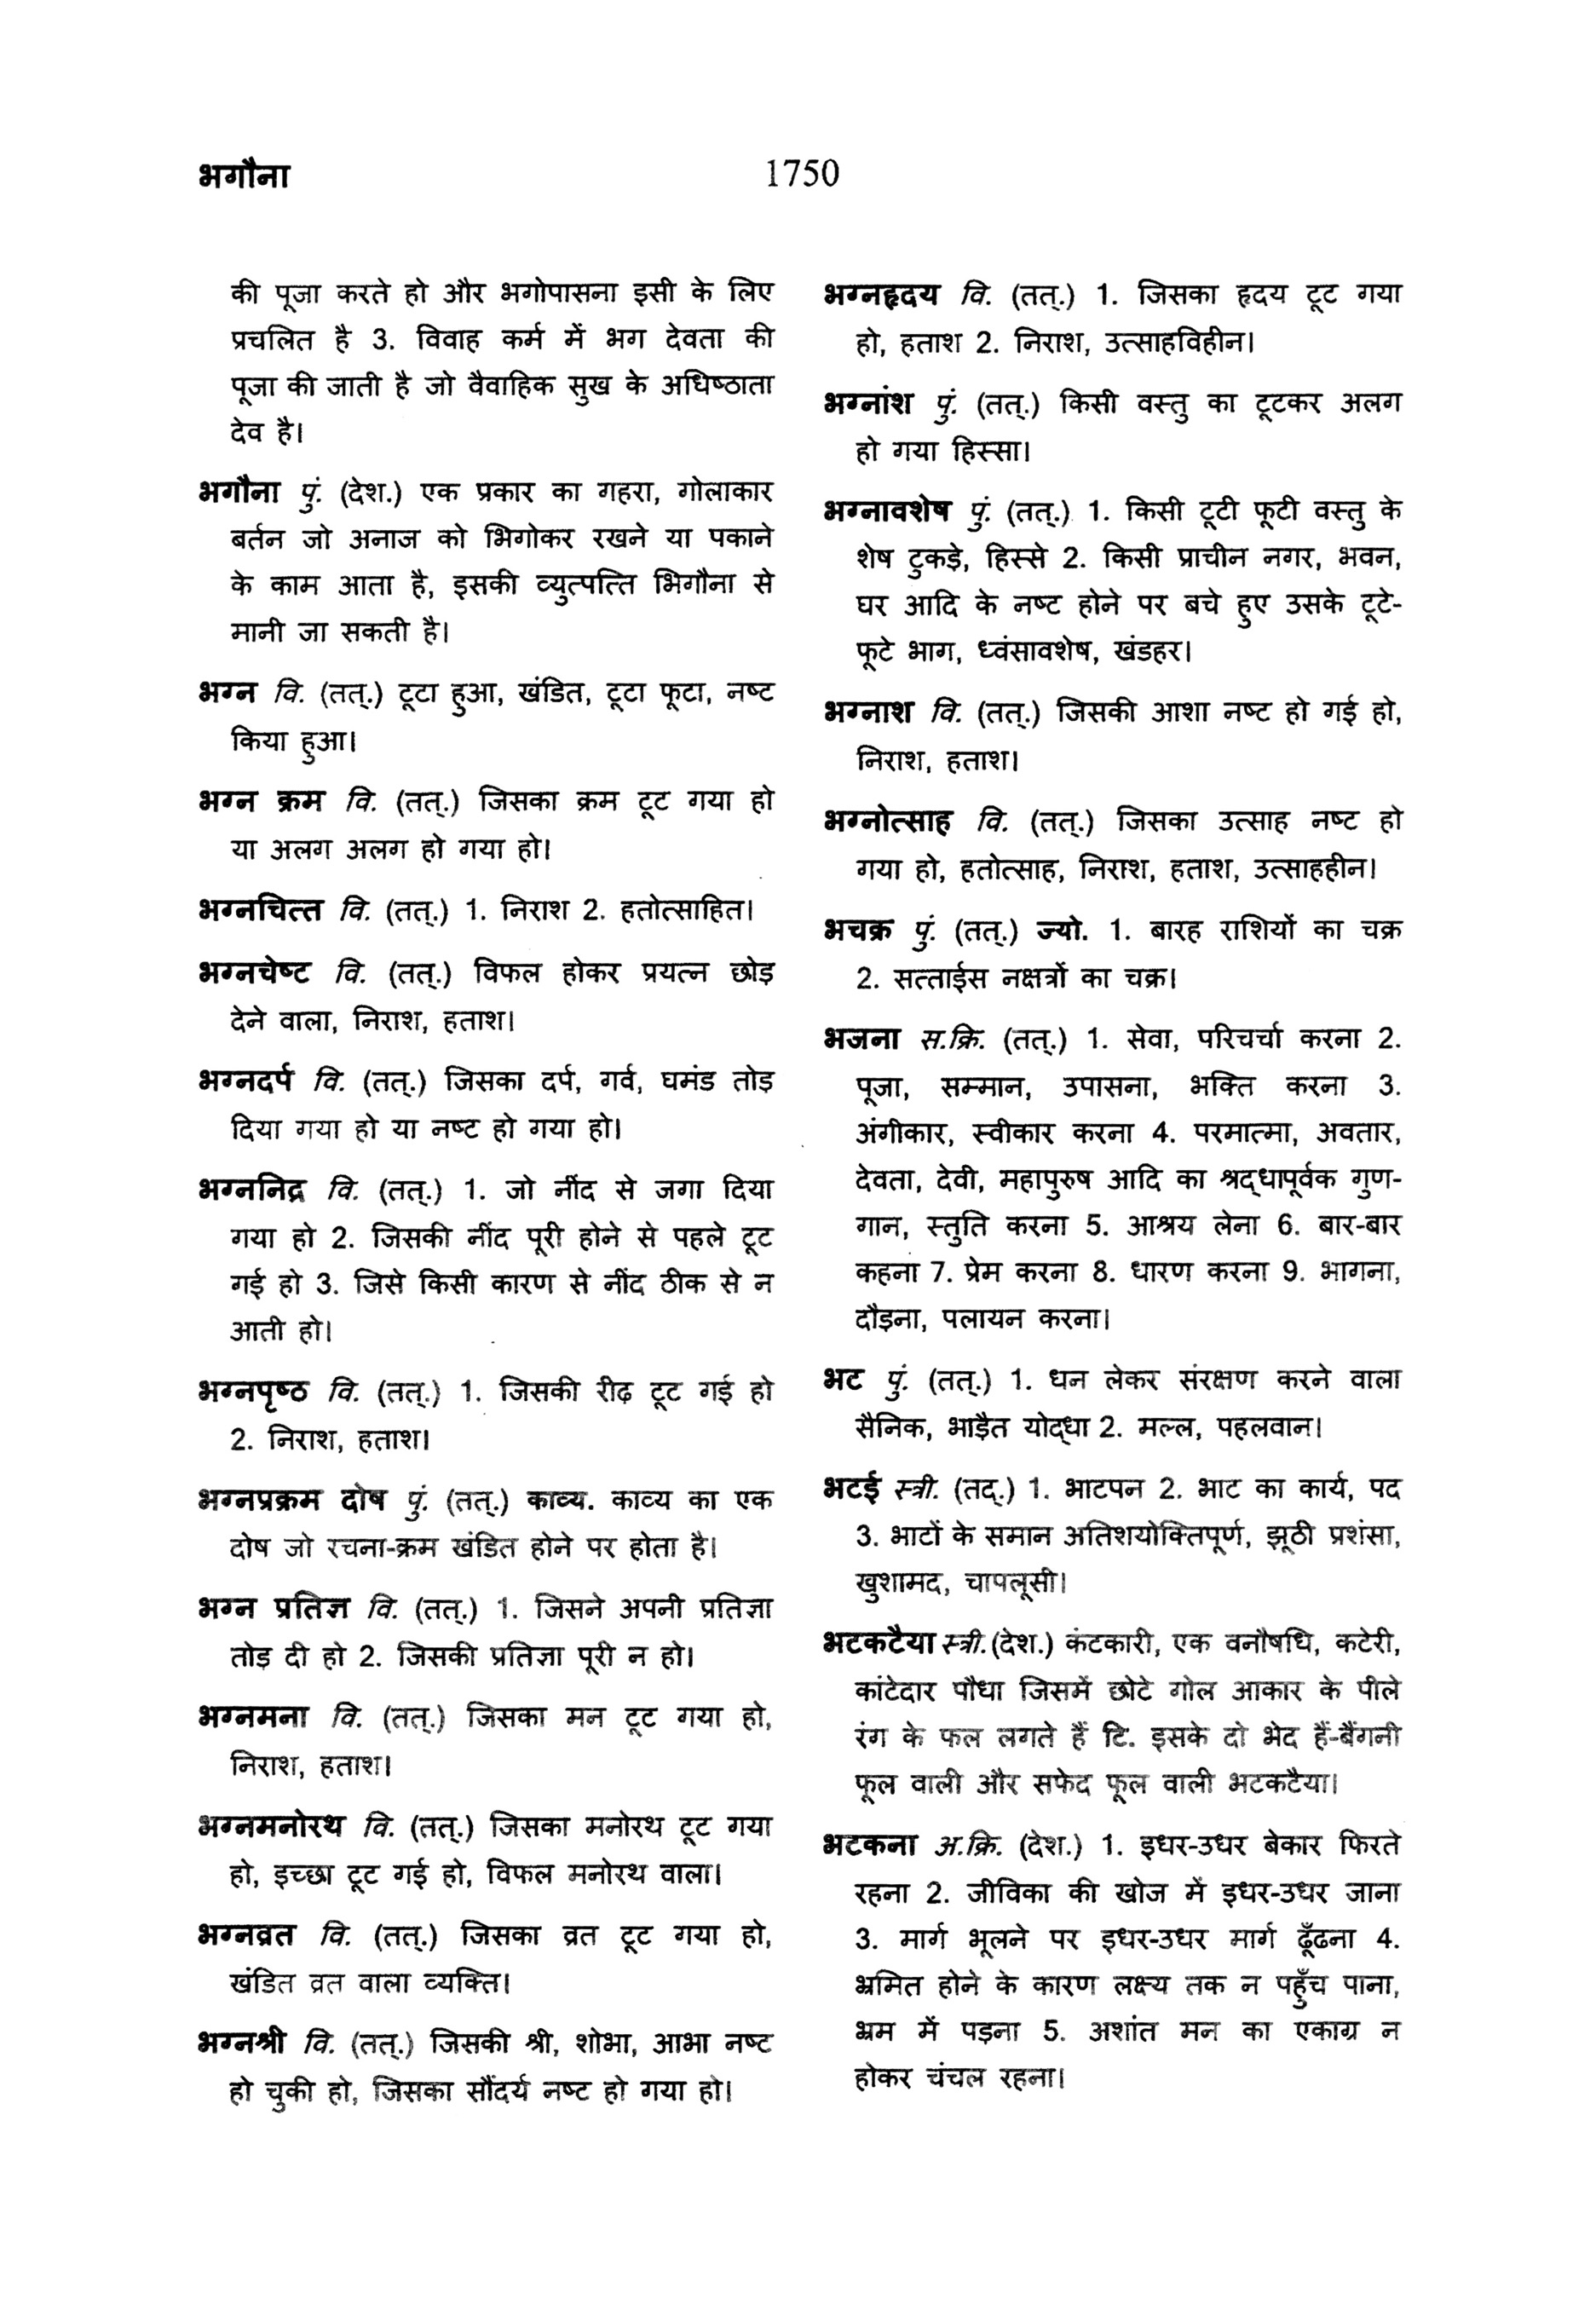 भगौना
1750
की पूजा करते हो और भगोपासना इसी के लिए
प्रचलित है 3. विवाह कर्म में भग देवता की
पूजा की जाती है जो वैवाहिक सुख के अधिष्ठाता
देव है।
भगौना पुं. (देश.) एक प्रकार का गहरा, गोलाकार
बर्तन जो अनाज को भिगोकर रखने या पकाने
के काम आता है, इसकी व्युत्पत्ति भिगौना से
मानी जा सकती है।
भग्न वि. (तत्.) टूटा हुआ, खंडित, टूटा फूटा, नष्ट
किया हुआ।
भग्न क्रम वि. (तत्.) जिसका क्रम टूट गया हो
या अलग अलग हो गया हो।
भग्नचित्त वि. (तत्.) 1. निराश 2. हतोत्साहित।
भग्नचेष्ट वि. (तत्.) विफल होकर प्रयत्न छोड़
देने वाला, निराश, हताश।
भग्नदर्प वि. (तत्.) जिसका दर्प, गर्व, घमंड तोड़
दिया गया हो या नष्ट हो गया हो।
भग्ननिद्र वि. (तत्.) 1. जो नींद से जगा दिया
गया हो 2. जिसकी नींद पूरी होने से पहले टूट
गई हो 3. जिसे किसी कारण से नींद ठीक से न
आती हो।
भग्नपृष्ठ वि. (तत्.) 1. जिसकी रीढ़ टूट गई हो
2. निराश, हताश।
भग्नप्रक्रम दोष पुं. (तत्.) काव्य. काव्य का एक
दोष जो रचना-क्रम खंडित होने पर होता है।
भग्न प्रतिज्ञ वि. (तत्.) 1. जिसने अपनी प्रतिज्ञा
तोड़ दी हो 2. जिसकी प्रतिज्ञा पूरी न हो।
भग्नमना वि. (तत्.) जिसका मन टूट गया हो,
निराश, हताश।
भग्नमनोरथ वि. (तत्.) जिसका मनोरथ टूट गया
हो, इच्छा टूट गई हो, विफल मनोरथ वाला।
भग्नव्रत वि. (तत्.) जिसका व्रत टूट गया हो,
खंडित व्रत वाला व्यक्ति।
भग्नश्री वि. (तत्.) जिसकी श्री, शोभा, आभा नष्ट
हो चुकी हो, जिसका सौंदर्य नष्ट हो गया हो।
भग्नहृदय वि. (तत्.) 1. जिसका हृदय टूट गया
हो, हताश 2. निराश, उत्साहविहीन।
भग्नांश पुं. (तत्.) किसी वस्तु का टूटकर अलग
हो गया हिस्सा।
भग्नावशेष पुं. (तत्.) 1. किसी टूटी फूटी वस्तु के
शेष टुकड़े, हिस्से 2. किसी प्राचीन नगर, भवन,
घर आदि के नष्ट होने पर बचे हुए उसके टूटे-
फूटे भाग, ध्वंसावशेष, खंडहर।
भग्नाश वि. (तत्.) जिसकी आशा नष्ट हो गई हो,
निराश, हताश।
भग्नोत्साह वि. (तत्.) जिसका उत्साह नष्ट हो
गया हो, हतोत्साह, निराश, हताश, उत्साहहीन।
भचक्र पुं. (तत्.) ज्यो. 1. बारह राशियों का चक्र
2. सत्ताईस नक्षत्रों का चक्र।
भजना स.क्रि. (तत्.) 1. सेवा, परिचर्चा करना 2.
पूजा, सम्मान, उपासना, भक्ति करना 3.
अंगीकार, स्वीकार करना 4. परमात्मा, अवतार,
देवता, देवी, महापुरुष आदि का श्रद्धापूर्वक गुण-
गान, स्तुति करना 5. आश्रय लेना 6. बार-बार
कहना 7. प्रेम करना 8. धारण करना 9. भागना,
दौड़ना, पलायन करना।
भट पुं. (तत्.) 1. धन लेकर संरक्षण करने वाला
सैनिक, भाड़ैत योद्धा 2. मल्ल, पहलवान।
भटई स्त्री. (तद्.) 1. भाटपन 2. भाट का कार्य, पद
3. भाटों के समान अतिशयोक्तिपूर्ण, झूठी प्रशंसा,
खुशामद, चापलूसी।
भटकटैया स्त्री. (देश.) कंटकारी, एक वनौषधि, कटेरी,
कांटेदार पौधा जिसमें छोटे गोल आकार के पीले
रंग के फल लगते हैं टि. इसके दो भेद हैं-बैंगनी
फूल वाली और सफेद फूल वाली भटकटैया।
भटकना अ.क्रि. (देश.) 1. इधर-उधर बेकार फिरते
रहना 2. जीविका की खोज में इधर-उधर जाना
3. मार्ग भूलने पर इधर-उधर मार्ग ढूँढना 4.
भ्रमित होने के कारण लक्ष्य तक न पहुँच पाना,
भ्रम में पड़ना 5. अशांत मन का एकाग्र न
होकर चंचल रहना।